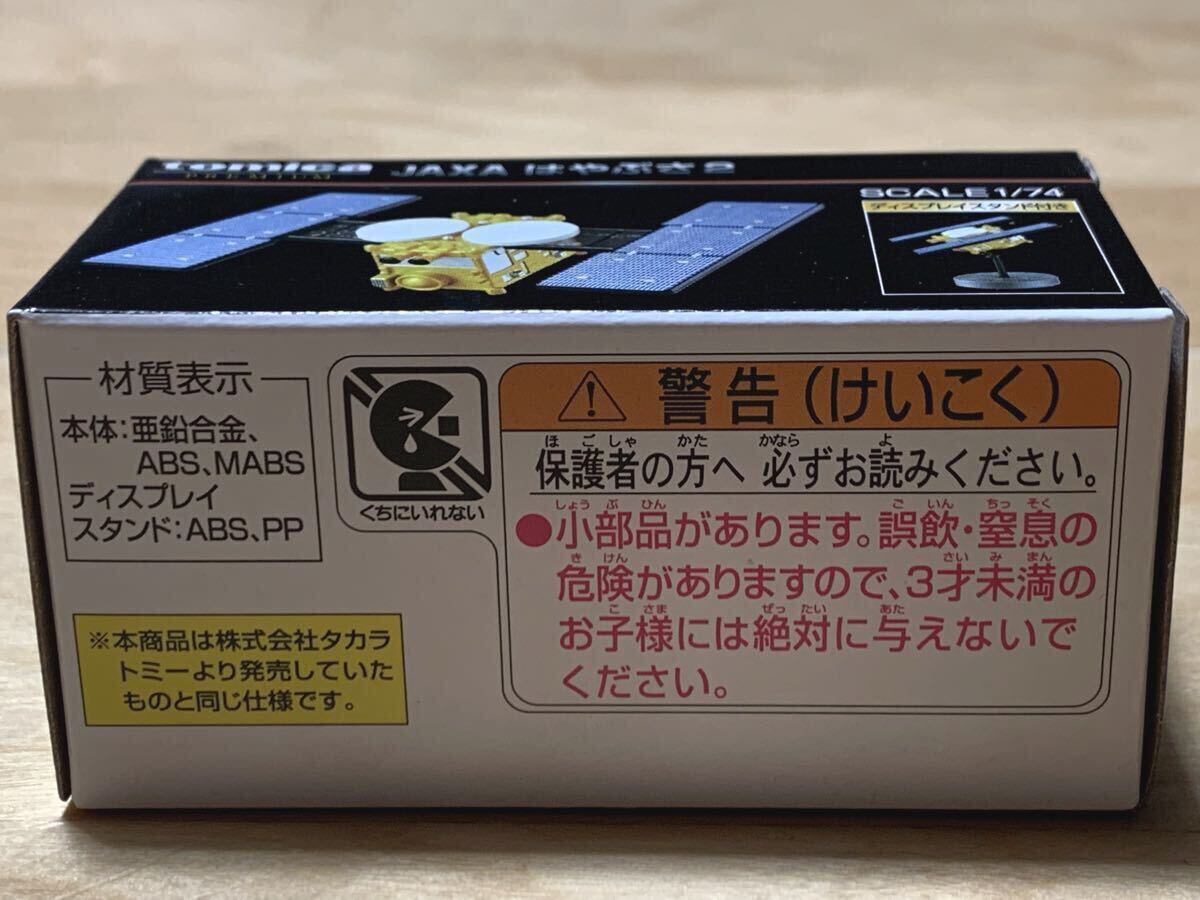 tomica JAXA はやぶさ2
PREMIUM
SCALE 1/74
ディスプレイスタンド付き
材質表示
本体:亜鉛合金、
ABS、MABS
ディスプレイ
スタンド:ABS、PP
くちにいれない
警告(けいこく)
ほごしゃ かた かなら よ
保護者の方へ 必ずお読みください。
しょうぶひん ごいん ちっそく
●小部品があります。誤飲・窒息の
きけん さいみまん
危険がありますので、3才未満の
こさま ぜったい あた
お子様には絶対に与えないで
ください。
※本商品は株式会社タカラ
トミーより発売していた
ものと同じ仕様です。